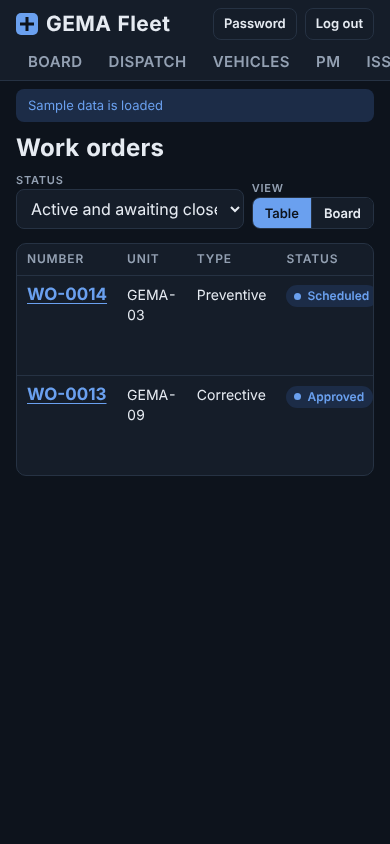 GEMA Fleet Password Log out
BOARD DISPATCH VEHICLES PM ISS
Sample data is loaded
Work orders
STATUS VIEW
Active and awaiting close Table Board
NUMBER UNIT TYPE STATUS
WO-0014 GEMA-03 Preventive Scheduled
WO-0013 GEMA-09 Corrective Approved